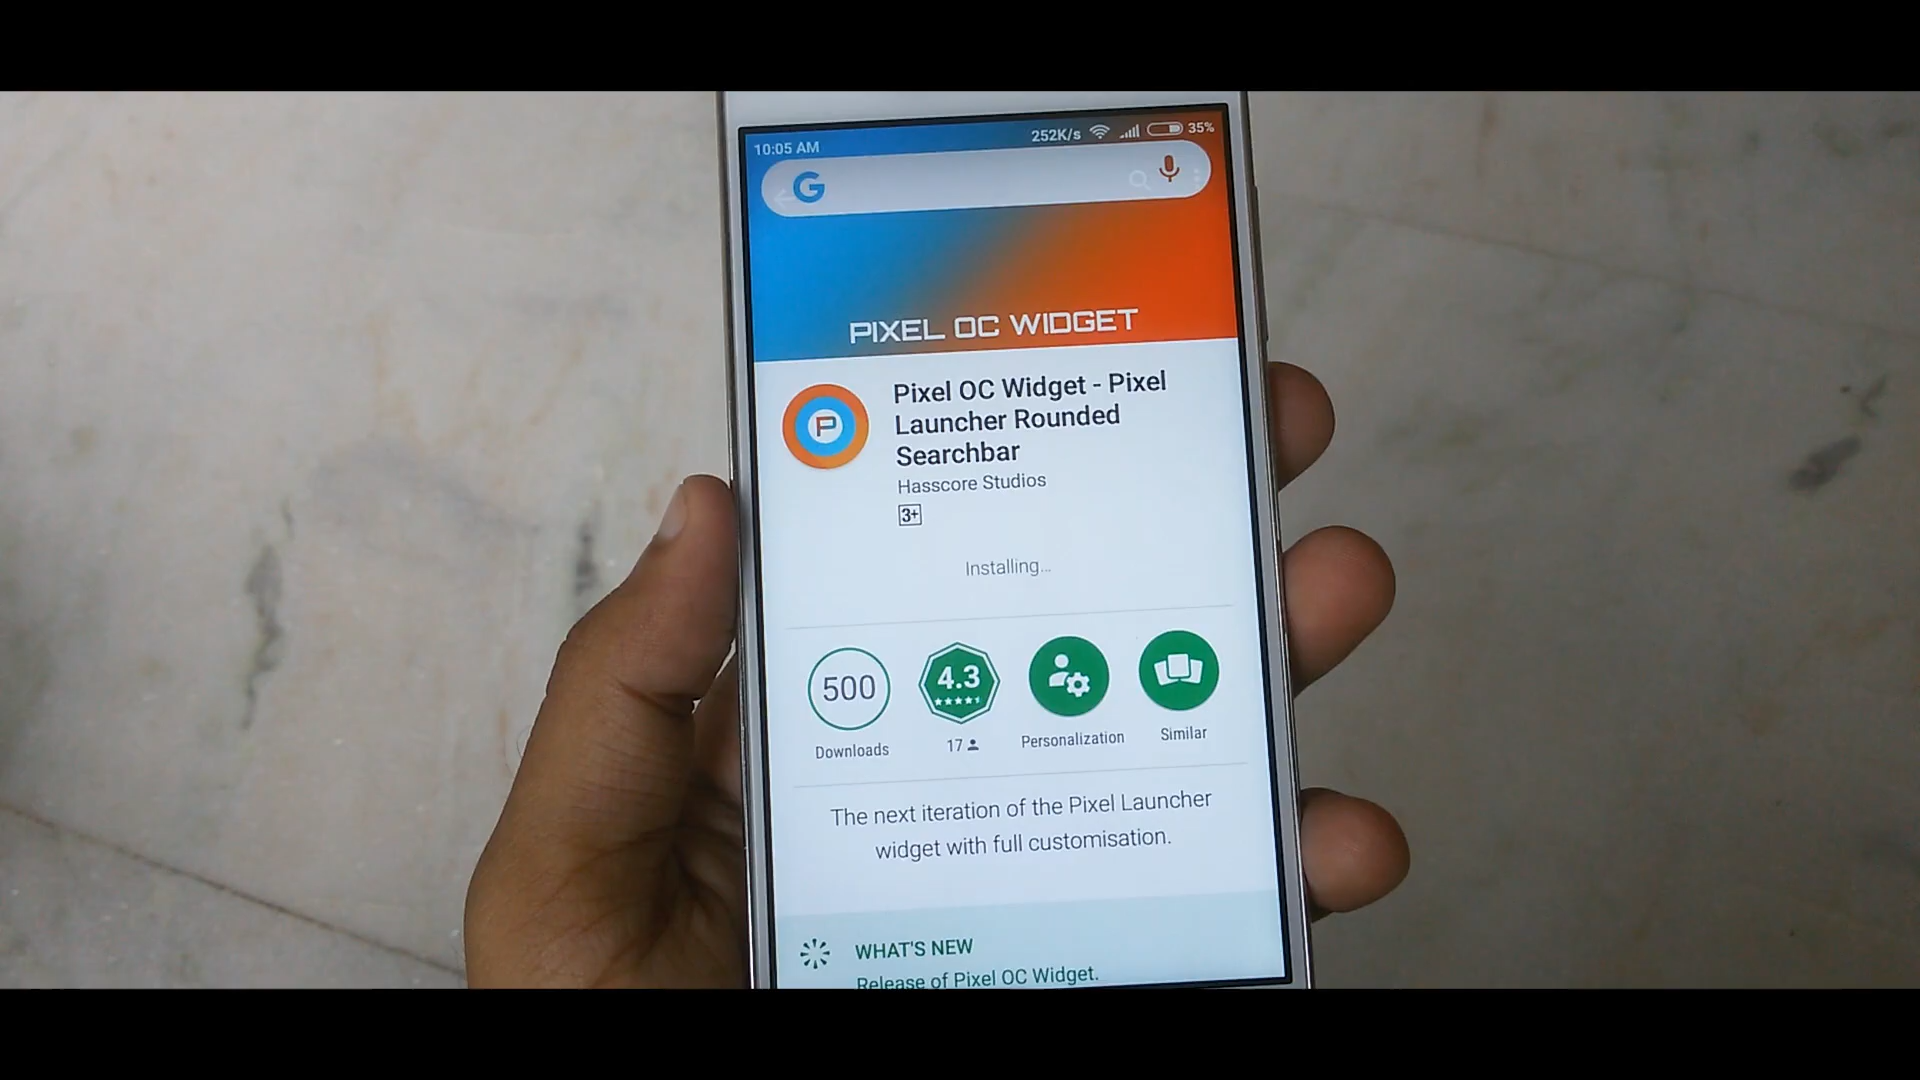 10:05 AM 252K/s 35%
G
PIXEL OC WIDGET
P
Pixel OC Widget - Pixel
Launcher Rounded
Searchbar
Hasscore Studios
3+
Installing...
500 4.3
Downloads 17 Personalization Similar
The next iteration of the Pixel Launcher
widget with full customisation.
WHAT'S NEW
Release of Pixel OC Widget.